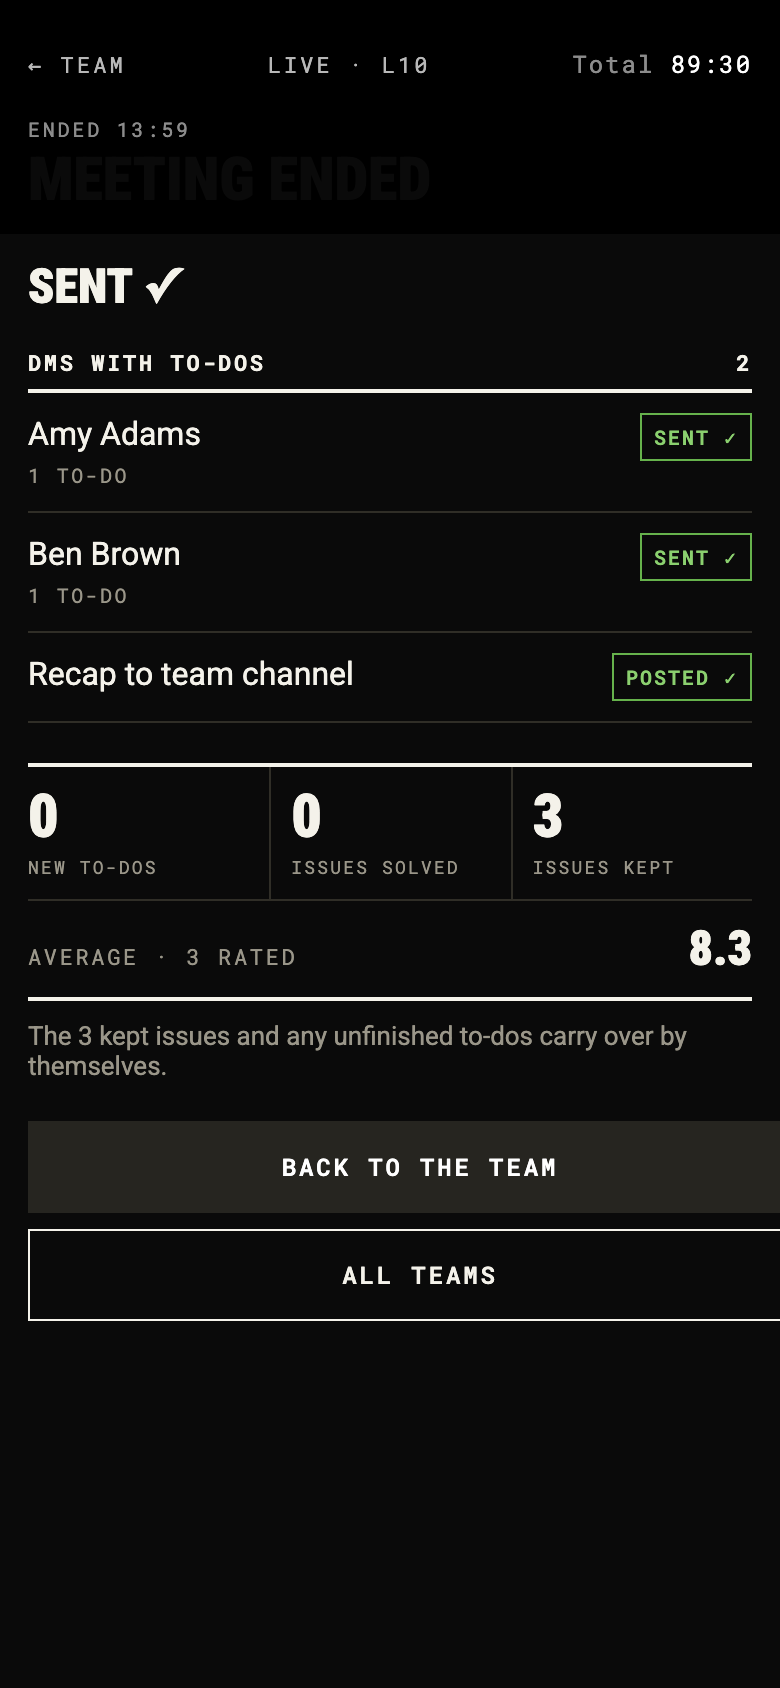 ← TEAM
LIVE · L10
Total 89:30
ENDED 13:59
MEETING ENDED
SENT ✓
DMS WITH TO-DOS
2
Amy Adams
SENT ✓
1 TO-DO
Ben Brown
SENT ✓
1 TO-DO
Recap to team channel
POSTED ✓
0
NEW TO-DOS
0
ISSUES SOLVED
3
ISSUES KEPT
AVERAGE · 3 RATED
8.3
The 3 kept issues and any unfinished to-dos carry over by
themselves.
BACK TO THE TEAM
ALL TEAMS